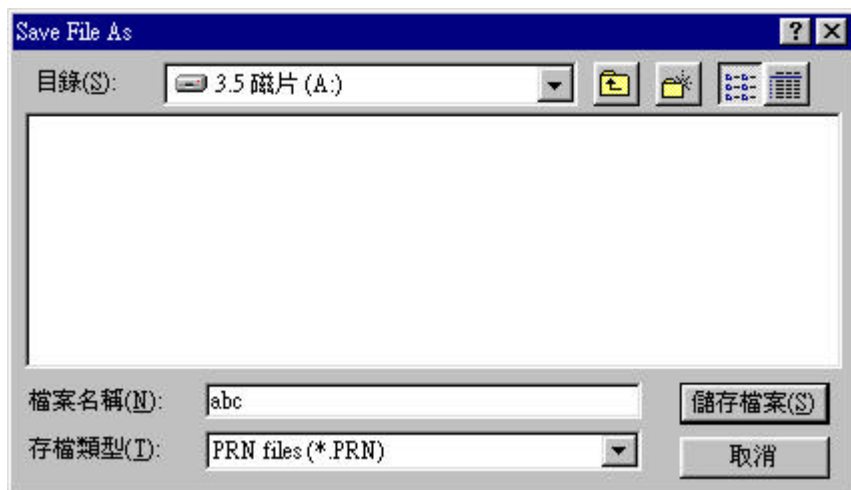 Save File As
目錄(S): 3.5 磁片 (A:)
檔案名稱(N): abc 儲存檔案(S)
存檔類型(T): PRN files (*.PRN) 取消